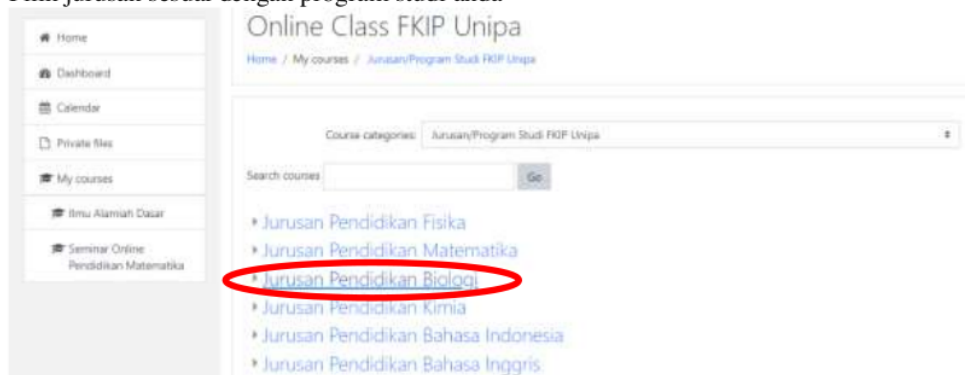 Pilih jurusan sesuai dengan program studi anda
Home
Dashboard
Calendar
Private files
My courses
Ilmu Alamiah Dasar
Seminar Online
Pendidikan Matematika
Online Class FKIP Unipa
Home / My courses / Jurusan/Program Studi FKIP Unipa
Course categories: Jurusan/Program Studi FKIP Unipa
Search courses Go
Jurusan Pendidikan Fisika
Jurusan Pendidikan Matematika
Jurusan Pendidikan Biologi
Jurusan Pendidikan Kimia
Jurusan Pendidikan Bahasa Indonesia
Jurusan Pendidikan Bahasa Inggris